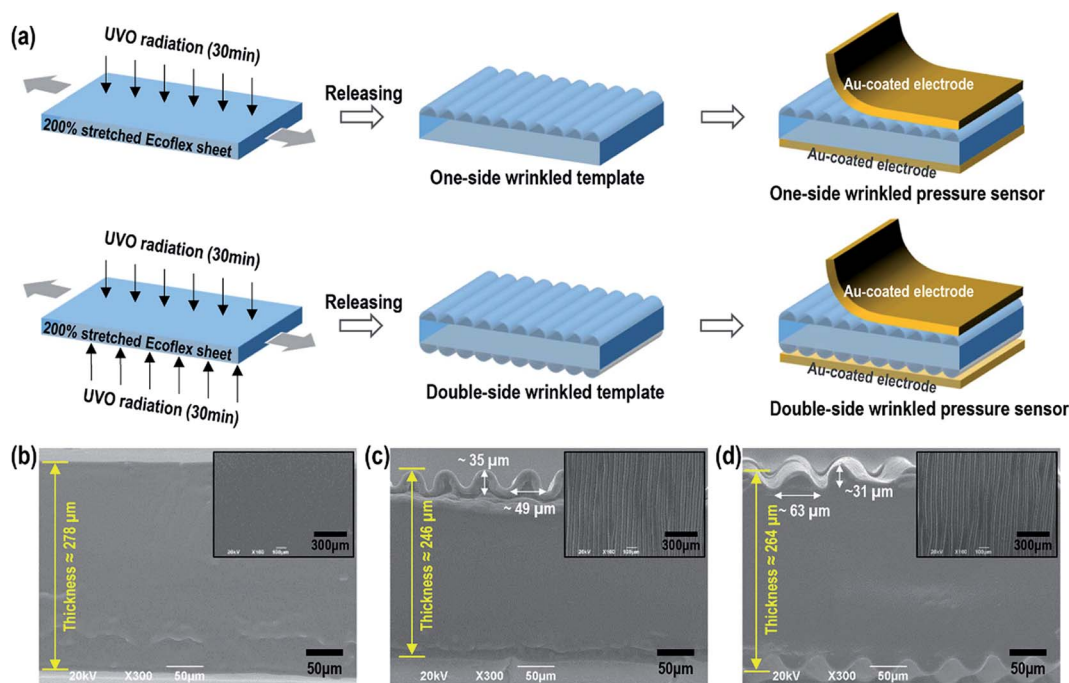 (a)
UVO radiation (30min)
200% stretched Ecoflex sheet
Releasing
One-side wrinkled template
Au-coated electrode
Au-coated electrode
One-side wrinkled pressure sensor
UVO radiation (30min)
200% stretched Ecoflex sheet
UVO radiation (30min)
Releasing
Double-side wrinkled template
Au-coated electrode
Au-coated electrode
Double-side wrinkled pressure sensor
(b)
Thickness ≈ 278 μm
300μm
50μm
20kV X300 50μm
(c)
~ 35 μm
~ 49 μm
Thickness ≈ 246 μm
300μm
50μm
20kV X300 50μm
(d)
~31 μm
~ 63 μm
Thickness ≈ 264 μm
300μm
50μm
20kV X300 50μm